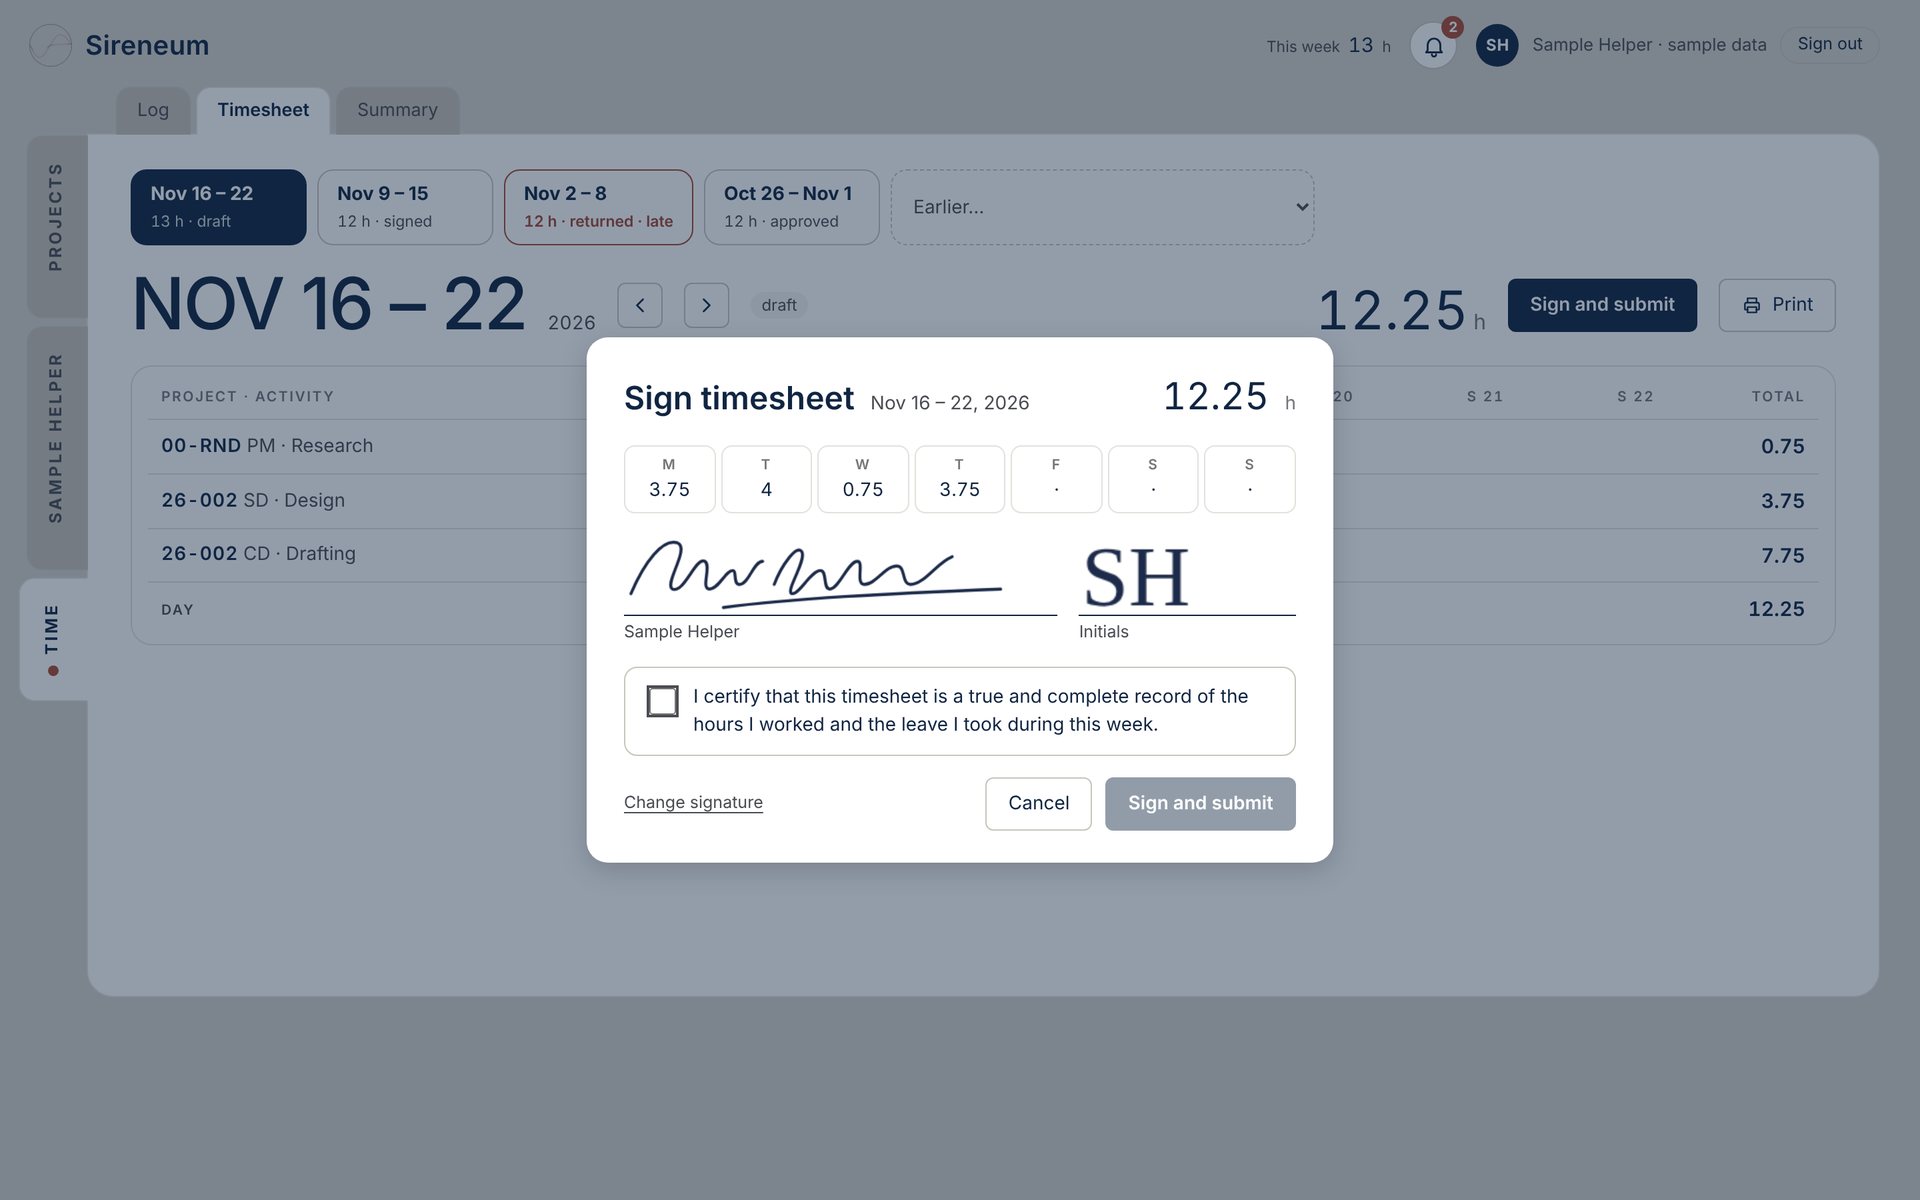 Sireneum
This week 13 h
2
SH
Sample Helper · sample data
Sign out
Log
Timesheet
Summary
PROJECTS
SAMPLE HELPER
TIME
Nov 16 – 22
13 h · draft
Nov 9 – 15
12 h · signed
Nov 2 – 8
12 h · returned · late
Oct 26 – Nov 1
12 h · approved
Earlier...
NOV 16 – 22 2026
draft
12.25 h
Sign and submit
Print
PROJECT · ACTIVITY 20 S 21 S 22 TOTAL
00-RND PM · Research 0.75
26-002 SD · Design 3.75
26-002 CD · Drafting 7.75
DAY 12.25
Sign timesheet Nov 16 – 22, 2026 12.25 h
M T W T F S S
3.75 4 0.75 3.75 · · ·
SH
Sample Helper Initials
I certify that this timesheet is a true and complete record of the
hours I worked and the leave I took during this week.
Change signature
Cancel
Sign and submit